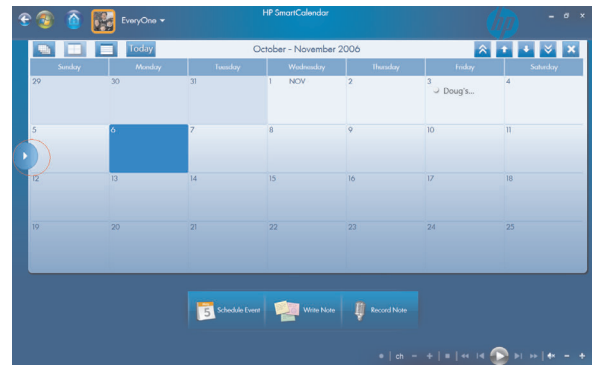 HP SmartCalendar
EveryOne
hp
Today
October - November 2006
Sunday Monday Tuesday Wednesday Thursday Friday Saturday
29 30 31 1 NOV 2 3 4
Doug's...
5 6 7 8 9 10 11
12 13 14 15 16 17 18
19 20 21 22 23 24 25
5 Schedule Event Write Note Record Note
ch - +
- +